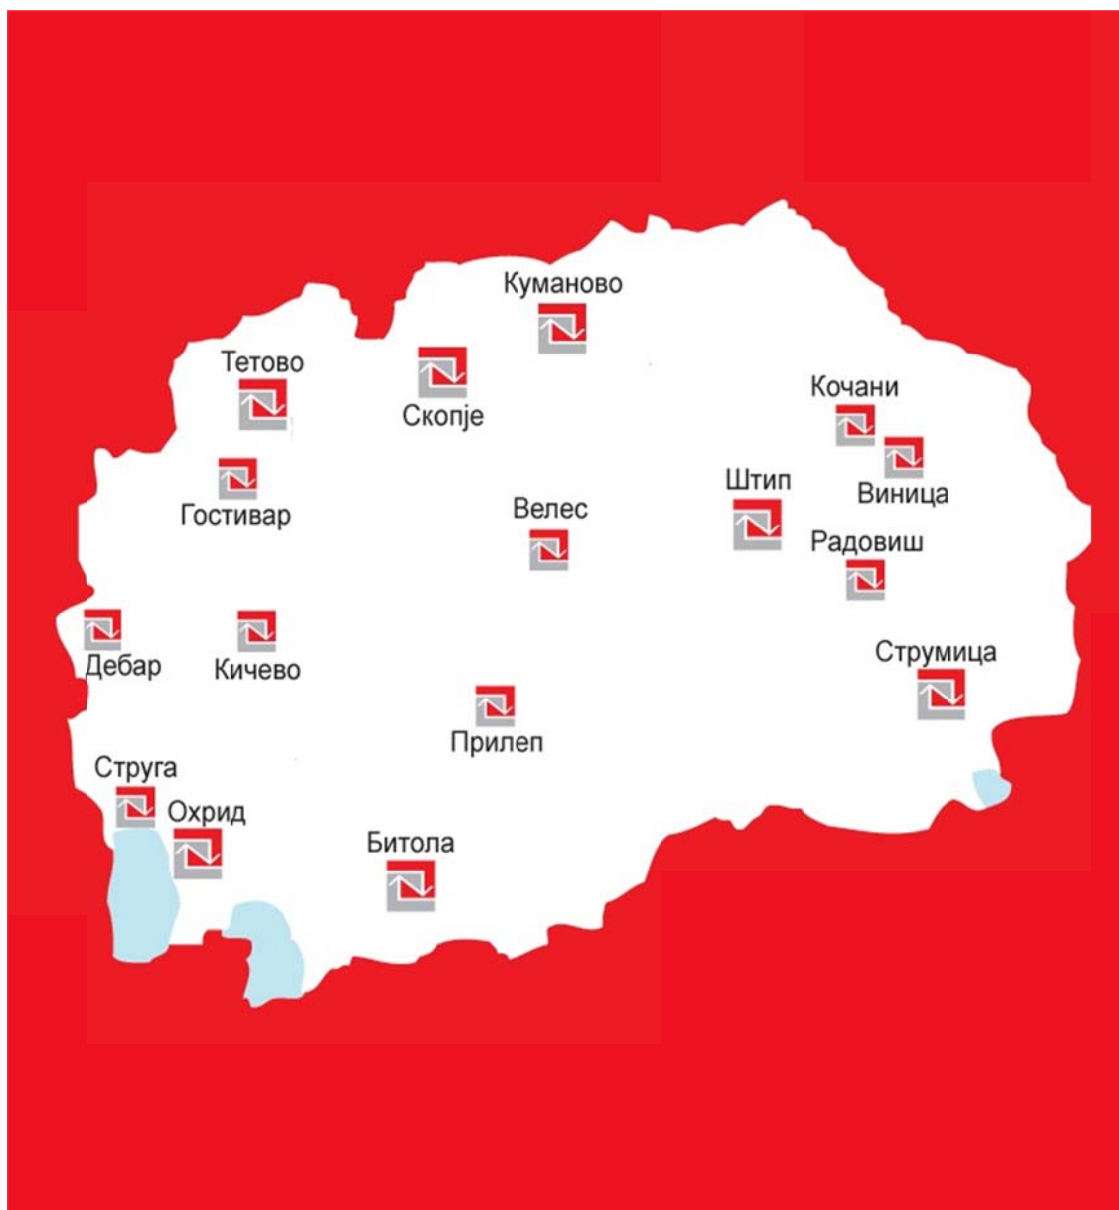 Куманово
Тетово
Скопје
Кочани
Гостивар
Велес
Штип
Виница
Радовиш
Дебар
Кичево
Струмица
Прилеп
Струга
Охрид
Битола